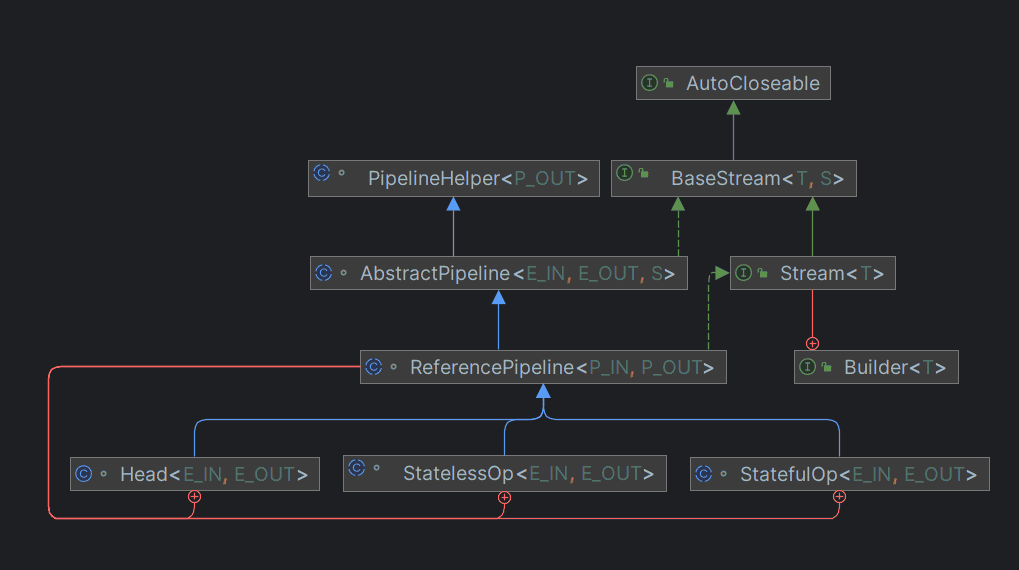 AutoCloseable
PipelineHelper<P_OUT>
BaseStream<T, S>
AbstractPipeline<E_IN, E_OUT, S>
Stream<T>
ReferencePipeline<P_IN, P_OUT>
Builder<T>
Head<E_IN, E_OUT>
StatelessOp<E_IN, E_OUT>
StatefulOp<E_IN, E_OUT>